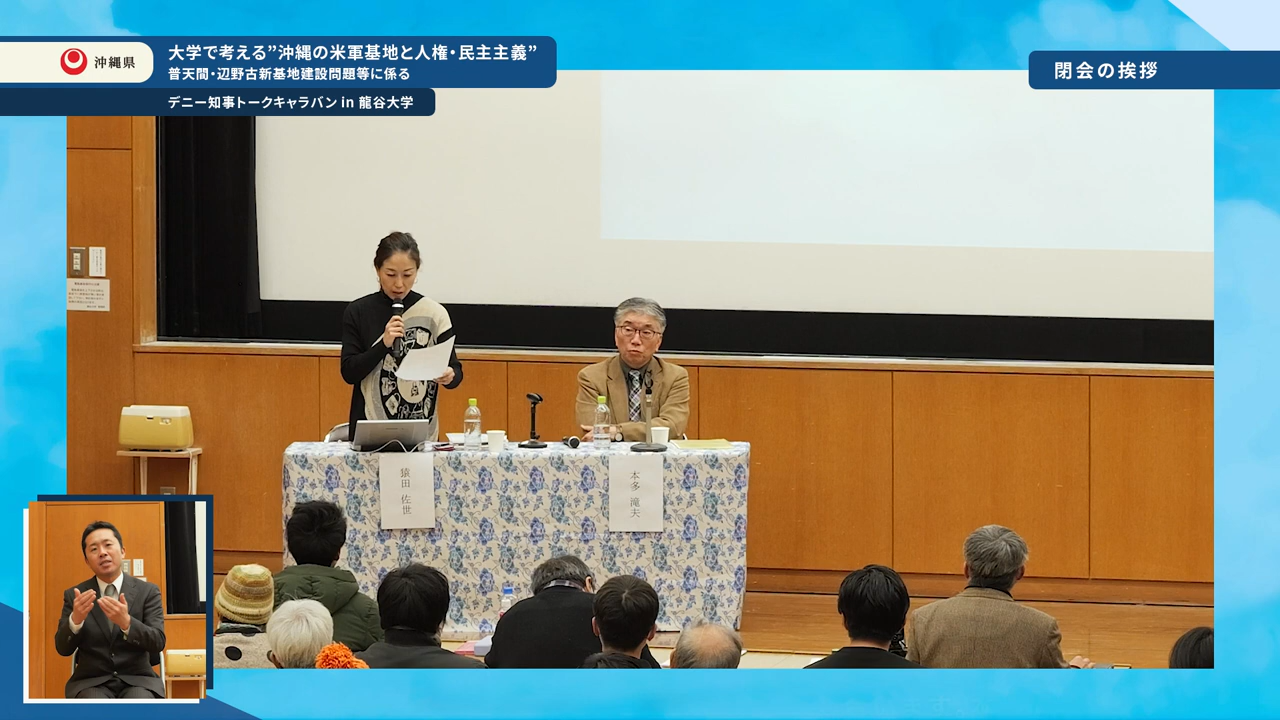 沖縄県
大学で考える”沖縄の米軍基地と人権・民主主義”
普天間・辺野古新基地建設問題等に係る
デニー知事トークキャラバン in 龍谷大学
閉会の挨拶
猿田 佐世
本多 滝夫